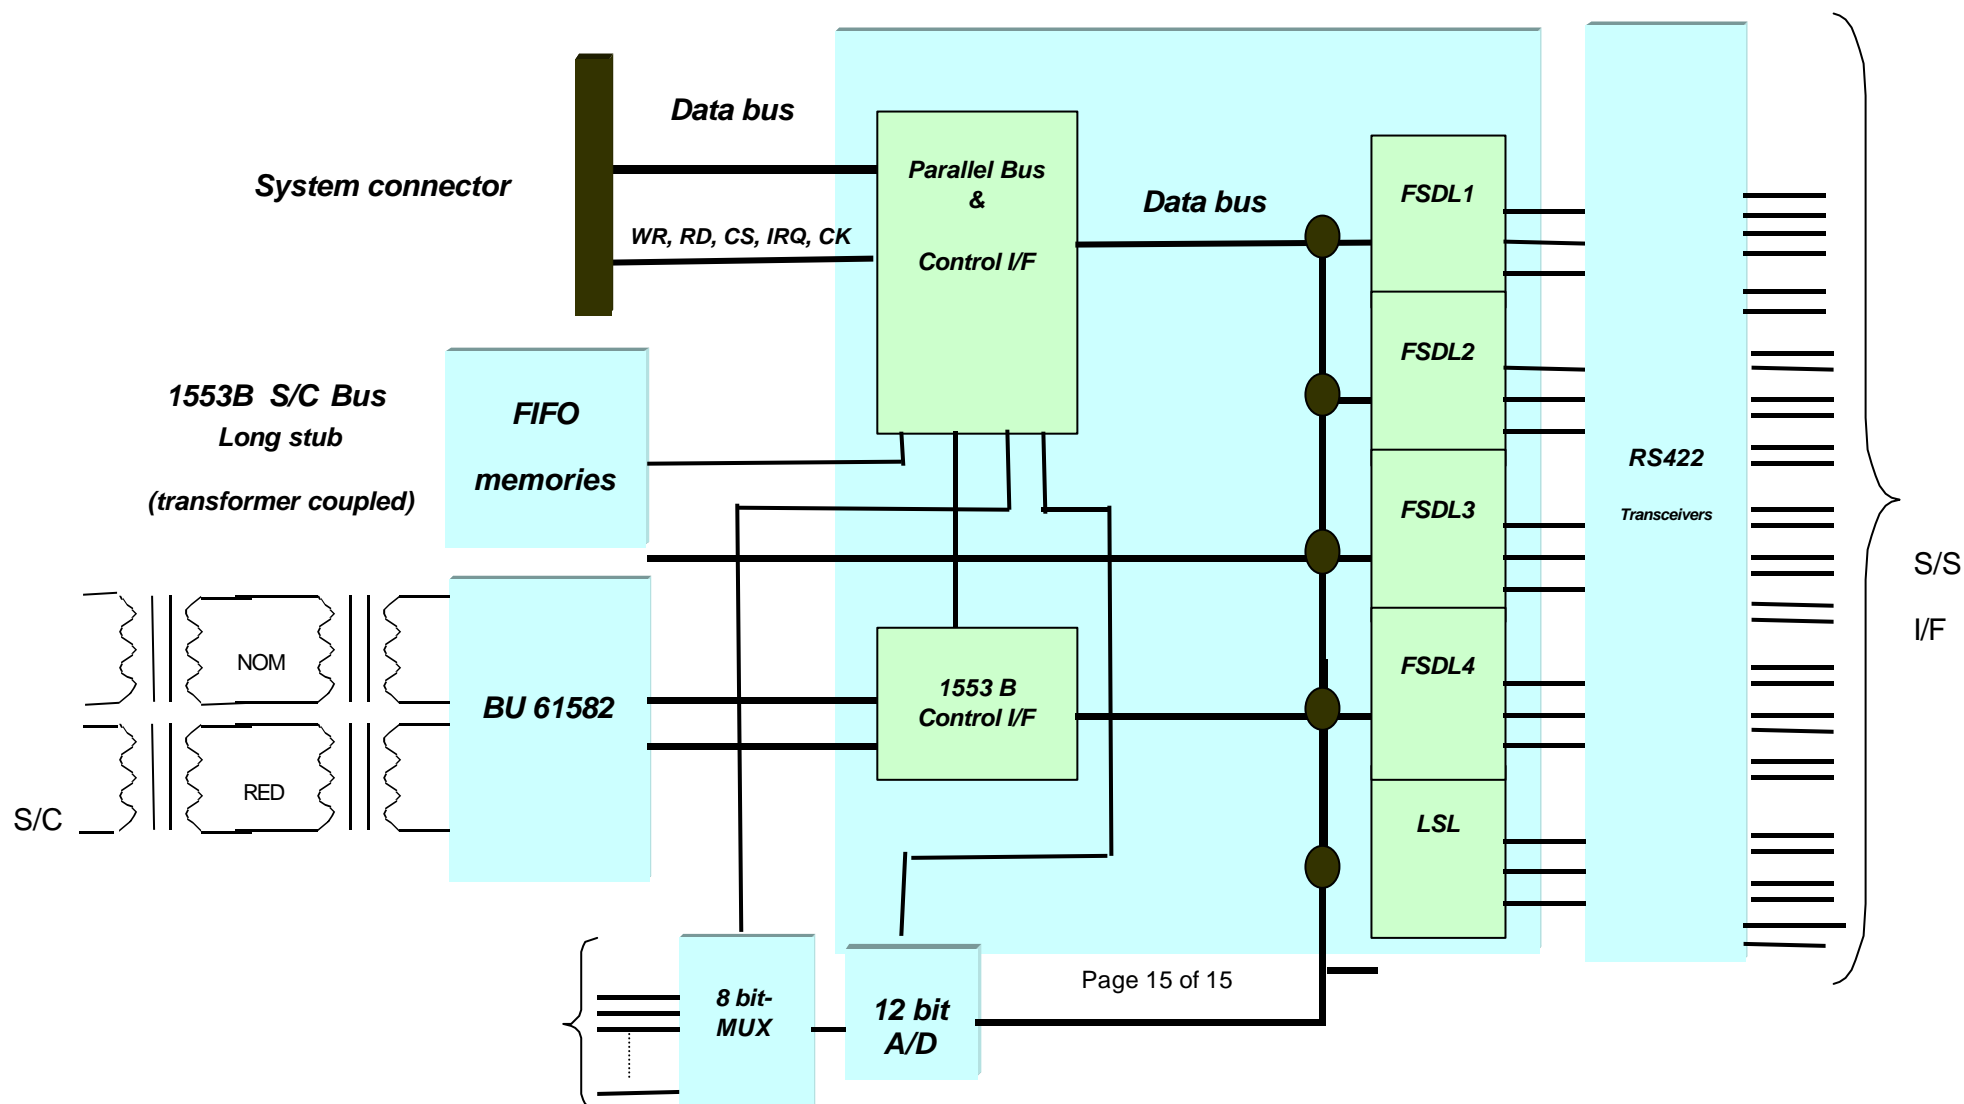 Data bus
System connector
WR, RD, CS, IRQ, CK
Parallel Bus
&
Control I/F
Data bus
FSDL1
FSDL2
FSDL3
FSDL4
LSL
RS422
Transceivers
S/S
I/F
1553B S/C Bus
Long stub
(transformer coupled)
FIFO
memories
NOM
RED
S/C
BU 61582
1553 B
Control I/F
8 bit-
MUX
12 bit
A/D
Page 15 of 15